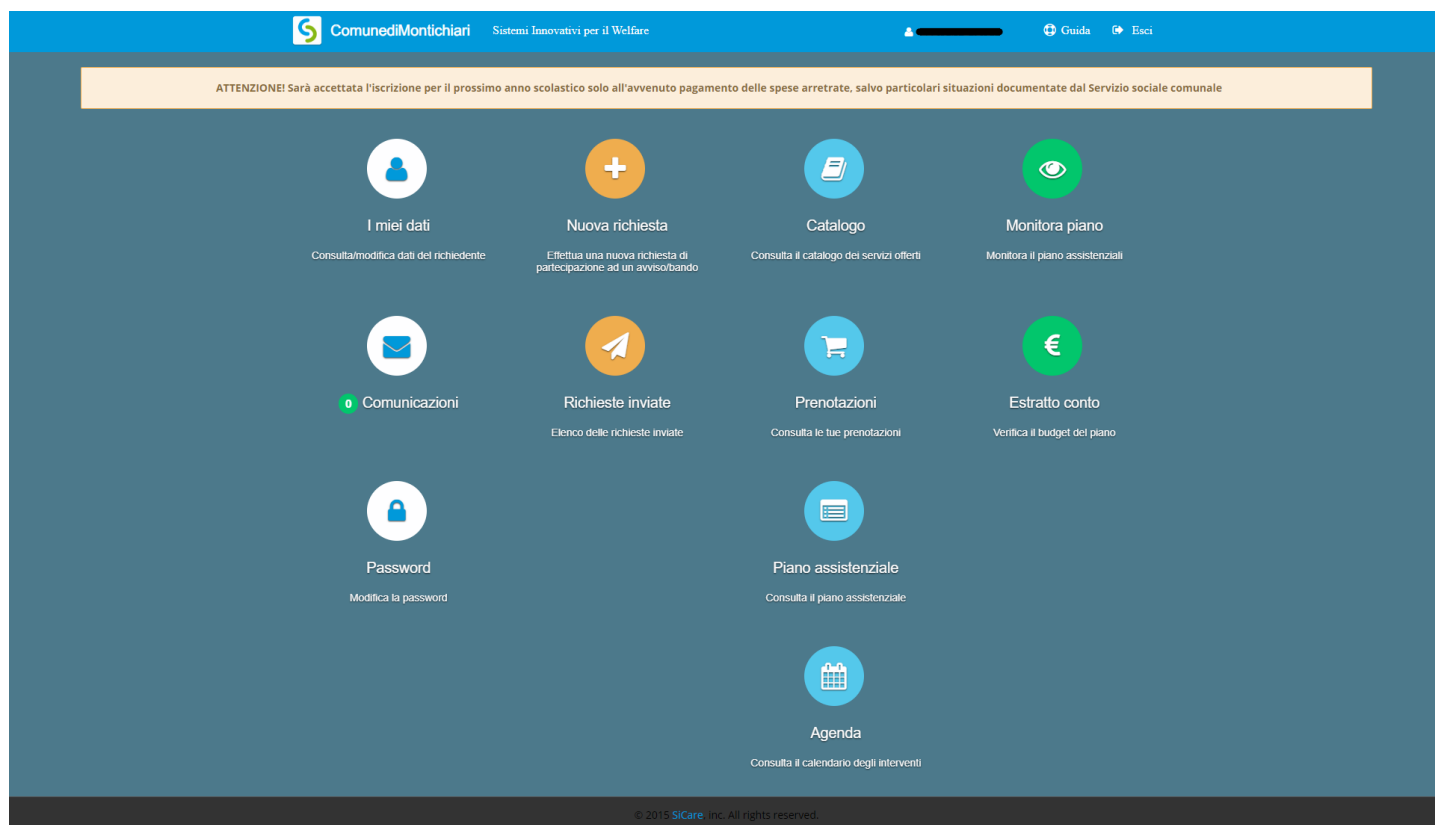 ComunediMontichiari Sistemi Innovativi per il Welfare Guida Esci
ATTENZIONE! Sarà accettata l'iscrizione per il prossimo anno scolastico solo all'avvenuto pagamento delle spese arretrate, salvo particolari situazioni documentate dal Servizio sociale comunale
I miei dati
Consulta/modifica dati del richiedente
Nuova richiesta
Effettua una nuova richiesta di
partecipazione ad un avviso/bando
Catalogo
Consulta il catalogo dei servizi offerti
Monitora piano
Monitora il piano assistenziali
0 Comunicazioni
Richieste inviate
Elenco delle richieste inviate
Prenotazioni
Consulta le tue prenotazioni
€
Estratto conto
Verifica il budget del piano
Password
Modifica la password
Piano assistenziale
Consulta il piano assistenziale
Agenda
Consulta il calendario degli interventi
© 2015 SiCare, inc. All rights reserved.